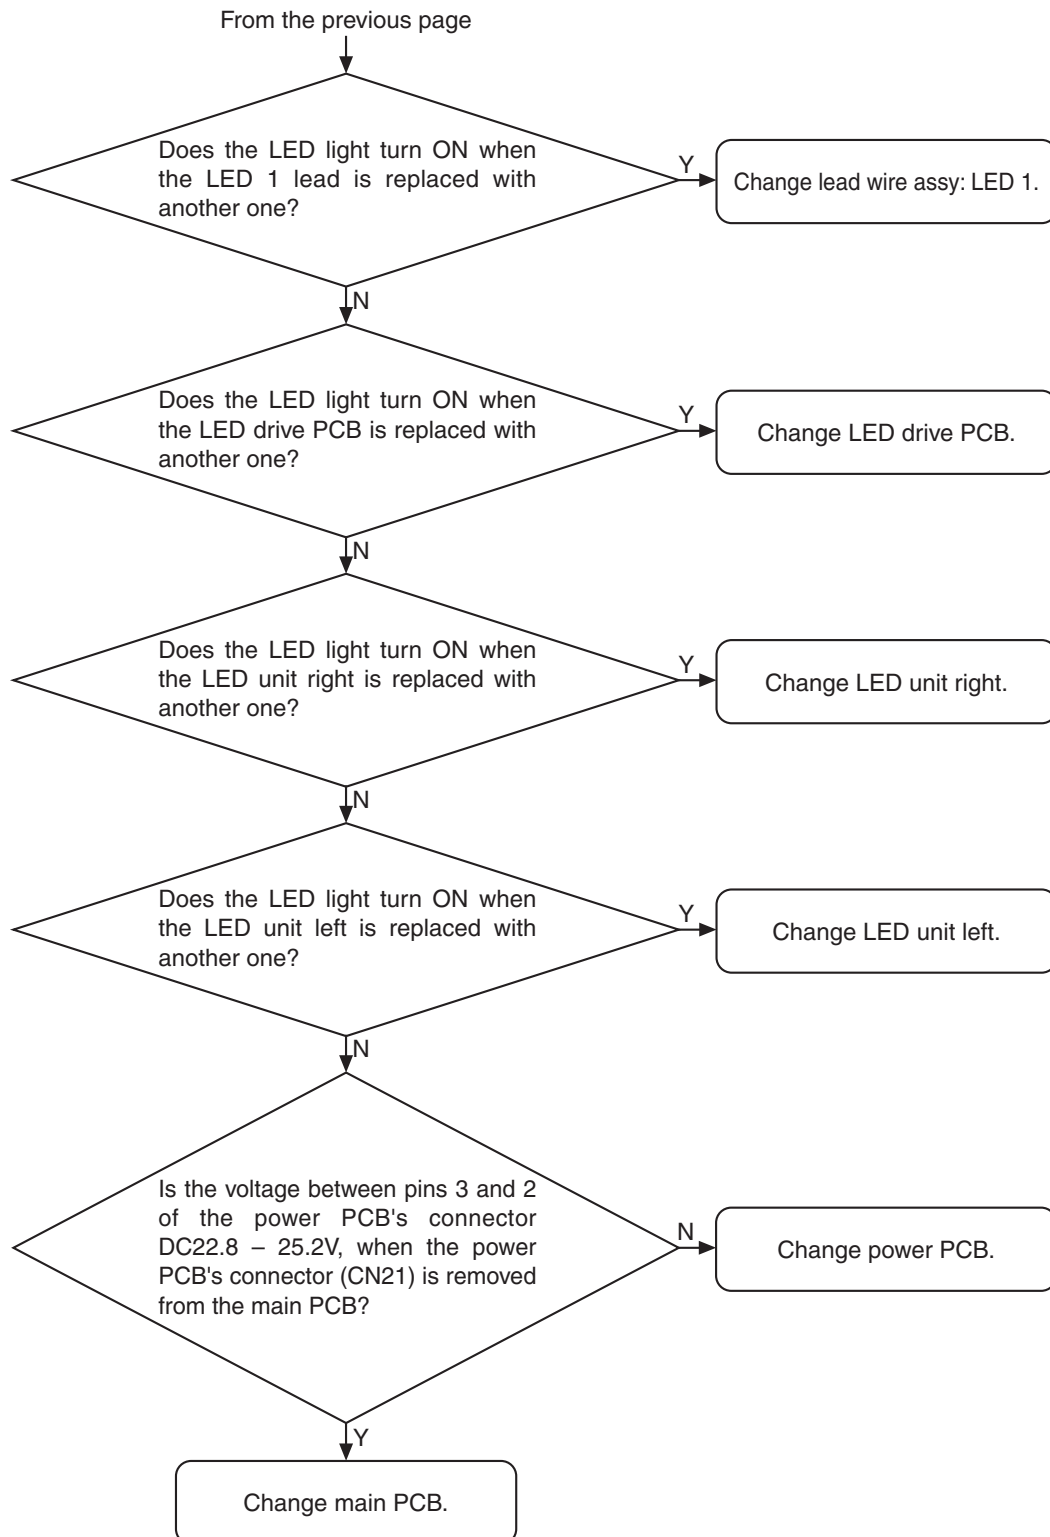 From the previous page
Does the LED light turn ON when
the LED 1 lead is replaced with
another one?
Y
Change lead wire assy: LED 1.
N
Does the LED light turn ON when
the LED drive PCB is replaced with
another one?
Y
Change LED drive PCB.
N
Does the LED light turn ON when
the LED unit right is replaced with
another one?
Y
Change LED unit right.
N
Does the LED light turn ON when
the LED unit left is replaced with
another one?
Y
Change LED unit left.
N
Is the voltage between pins 3 and 2
of the power PCB's connector
DC22.8 – 25.2V, when the power
PCB's connector (CN21) is removed
from the main PCB?
N
Change power PCB.
Y
Change main PCB.